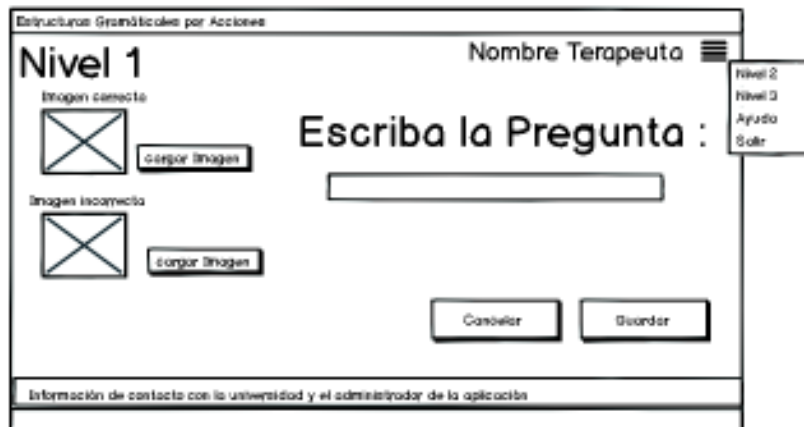 Estructuras Gramáticales por Acciones
Nivel 1
Nombre Terapeuta
Nivel 2
Nivel 3
Ayuda
Salir
Imagen correcta
cargar Imagen
Escriba la Pregunta :
Imagen incorrecta
cargar Imagen
Cancelar
Guardar
Información de contacto con la universidad y el administrador de la aplicación